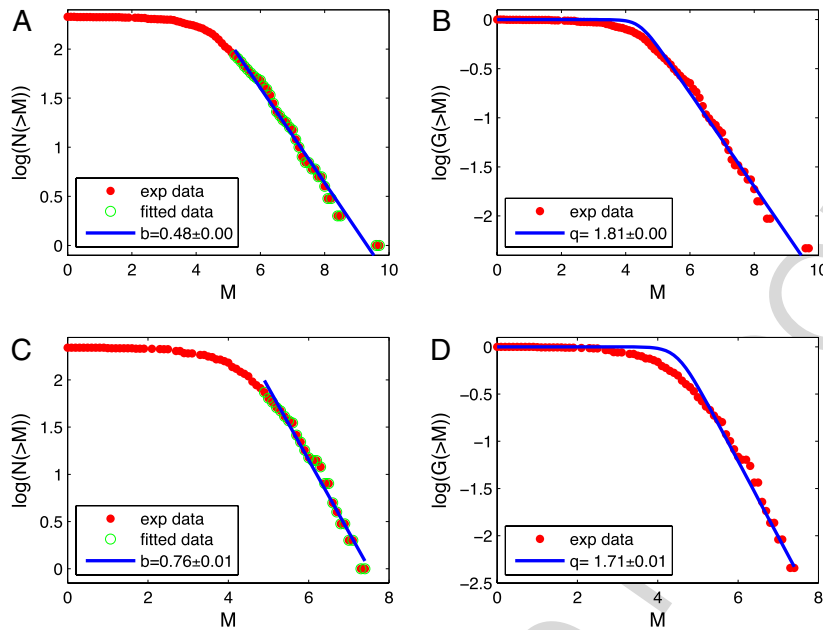 A
log(N(>M))
2
1.5
1
0.5
0
exp data
fitted data
b=0.48±0.00
0 2 4 6 8 10
M
B
log(G(>M))
0
−0.5
−1
−1.5
−2
exp data
q= 1.81±0.00
0 2 4 6 8 10
M
C
log(N(>M))
2
1.5
1
0.5
0
exp data
fitted data
b=0.76±0.01
0 2 4 6 8
M
D
log(G(>M))
0
−0.5
−1
−1.5
−2
−2.5
exp data
q= 1.71±0.01
0 2 4 6 8
M